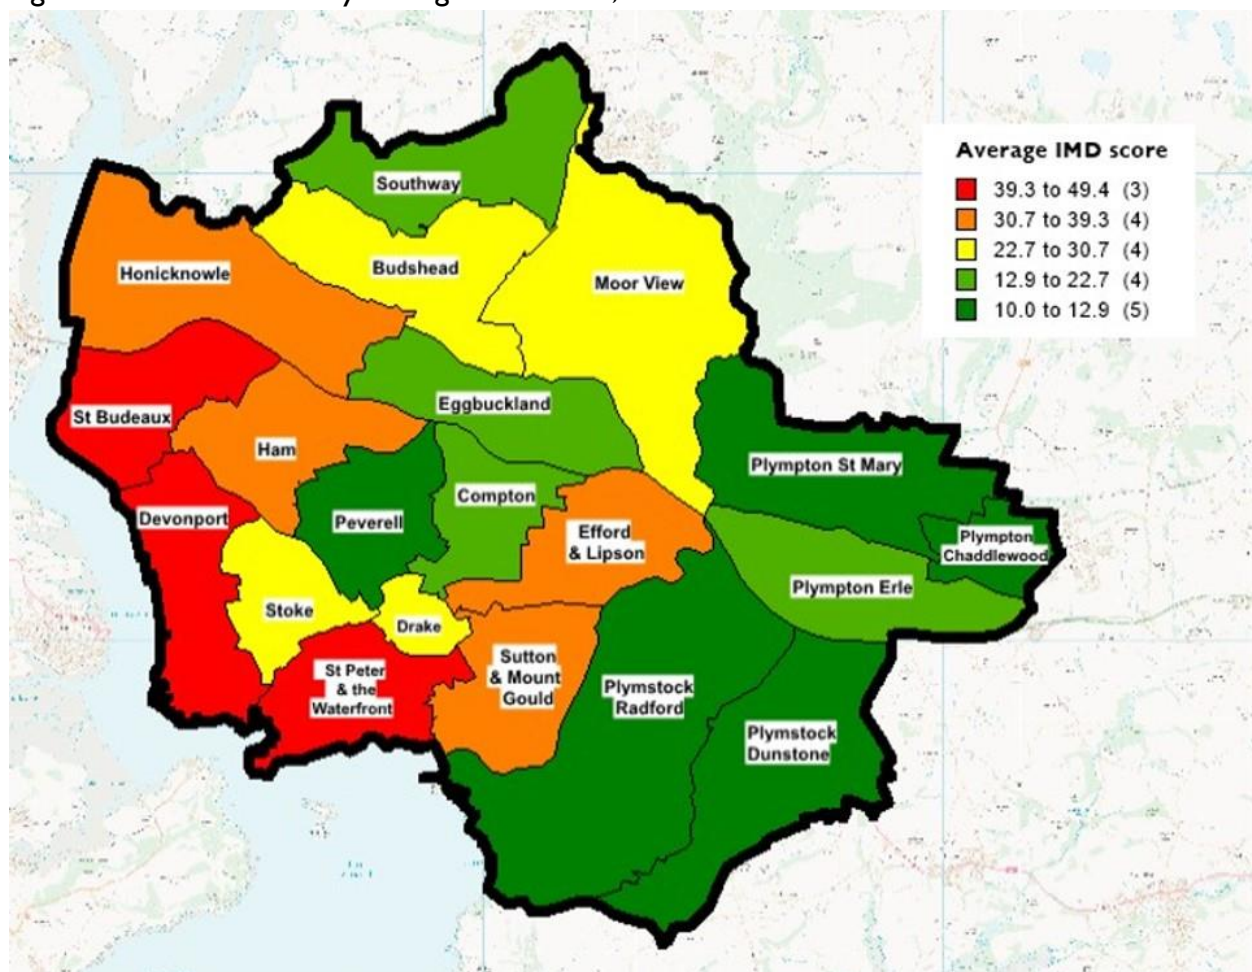 Average IMD score
39.3 to 49.4 (3)
30.7 to 39.3 (4)
22.7 to 30.7 (4)
12.9 to 22.7 (4)
10.0 to 12.9 (5)
Southway
Honicknowle
Budshead
Moor View
St Budeaux
Eggbuckland
Ham
Plympton St Mary
Compton
Devonport
Peverell
Efford
& Lipson
Plympton
Chaddlewood
Plympton Erle
Stoke
Drake
St Peter
& the
Waterfront
Sutton
& Mount
Gould
Plymstock
Radford
Plymstock
Dunstone